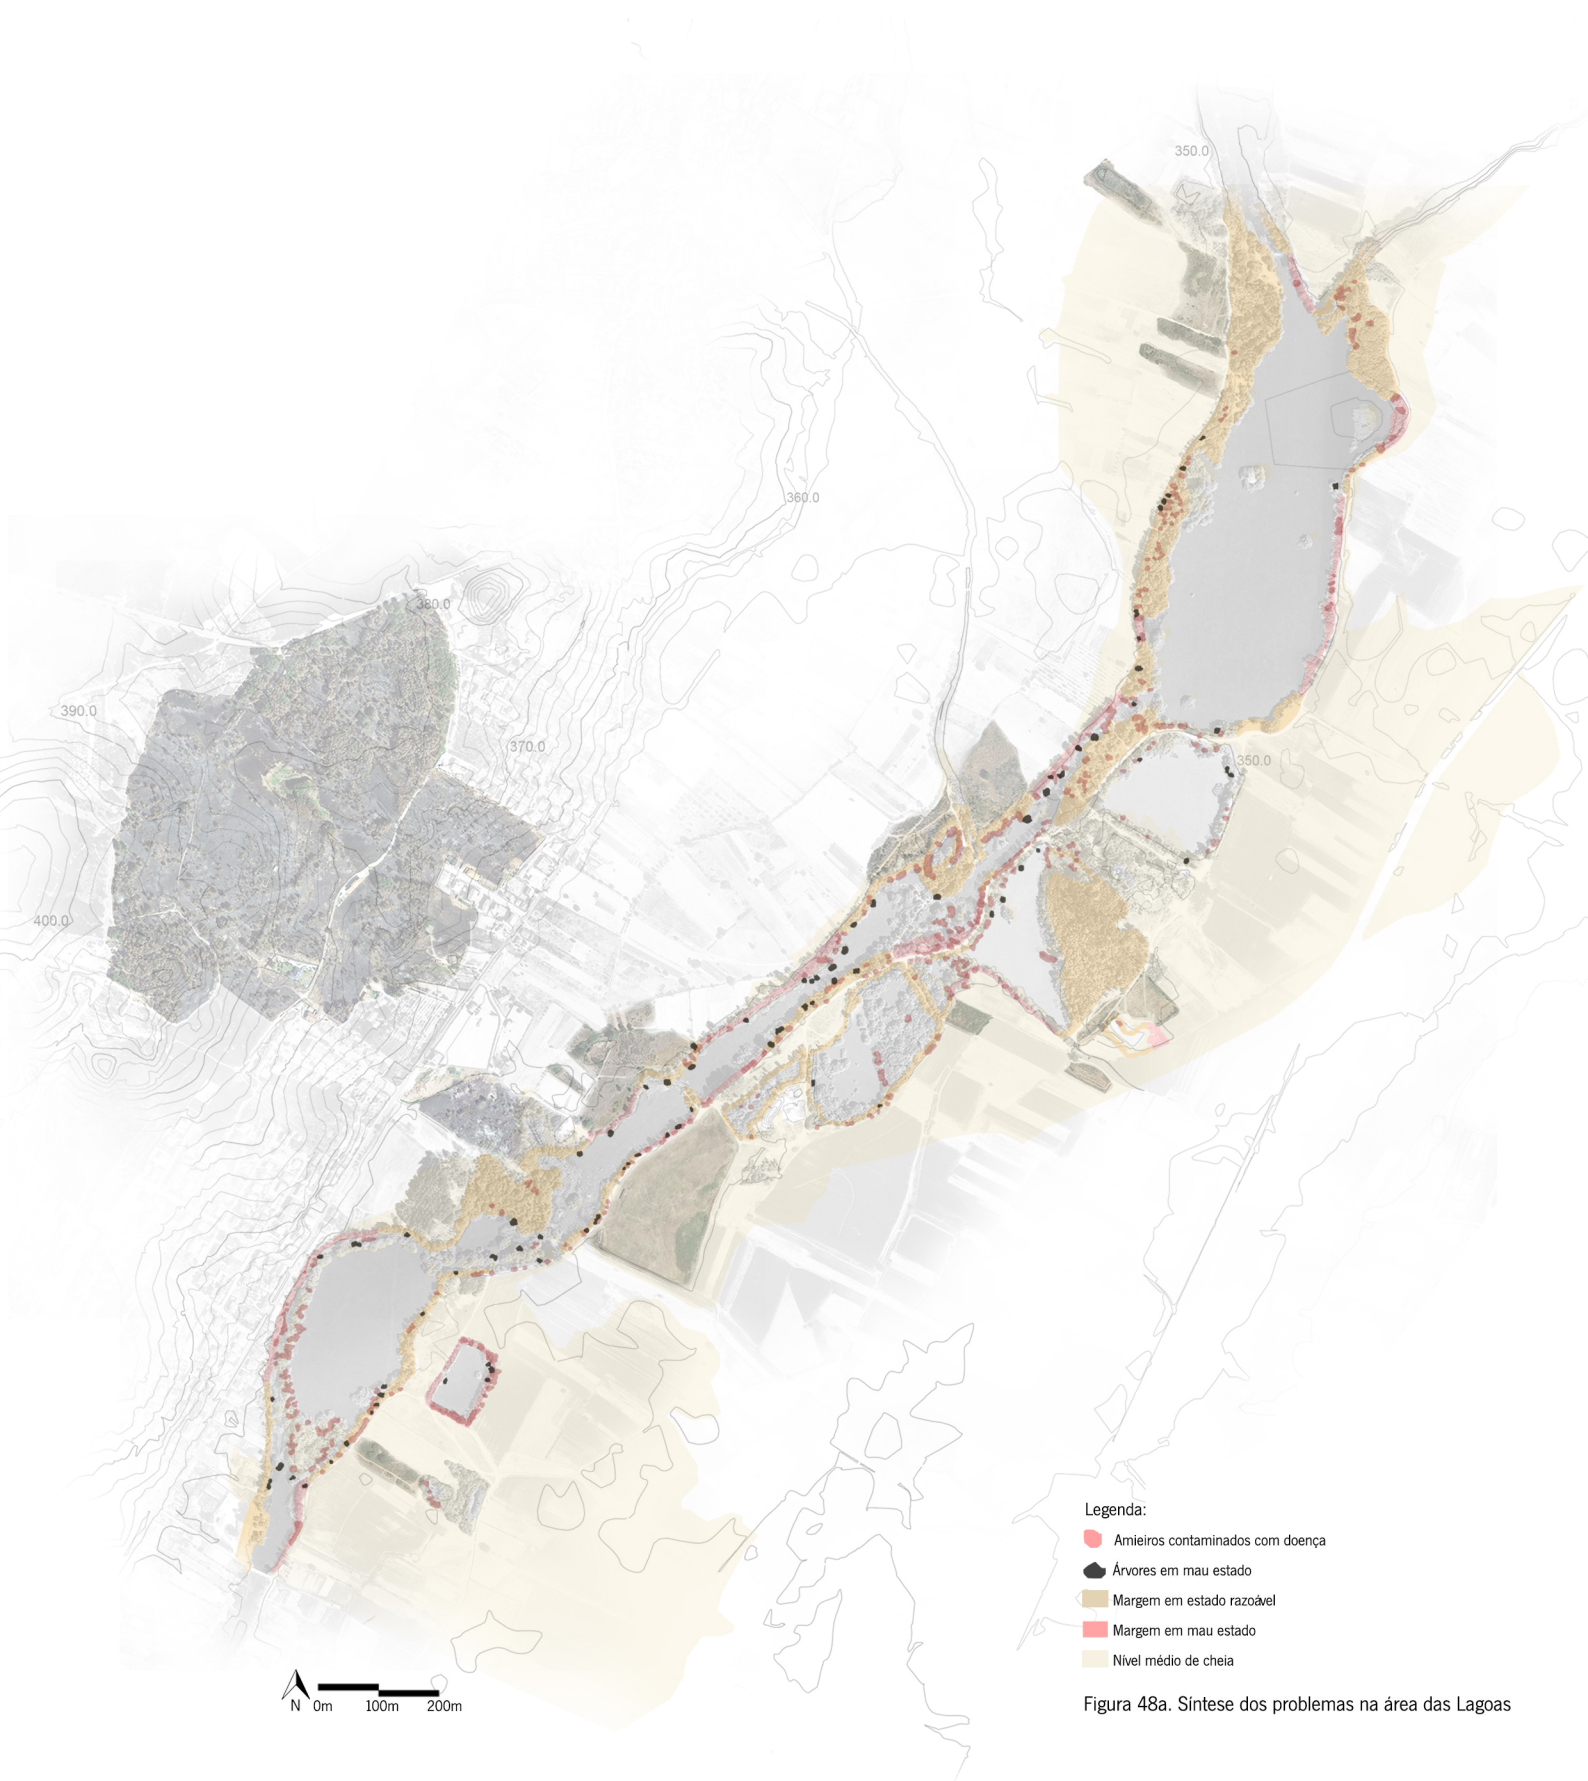 350.0
360.0
380.0
390.0
370.0
350.0
400.0
Legenda:
Amieiros contaminados com doença
Árvores em mau estado
Margem em estado razoável
Margem em mau estado
Nível médio de cheia
N 0m 100m 200m
Figura 48a. Síntese dos problemas na área das Lagoas